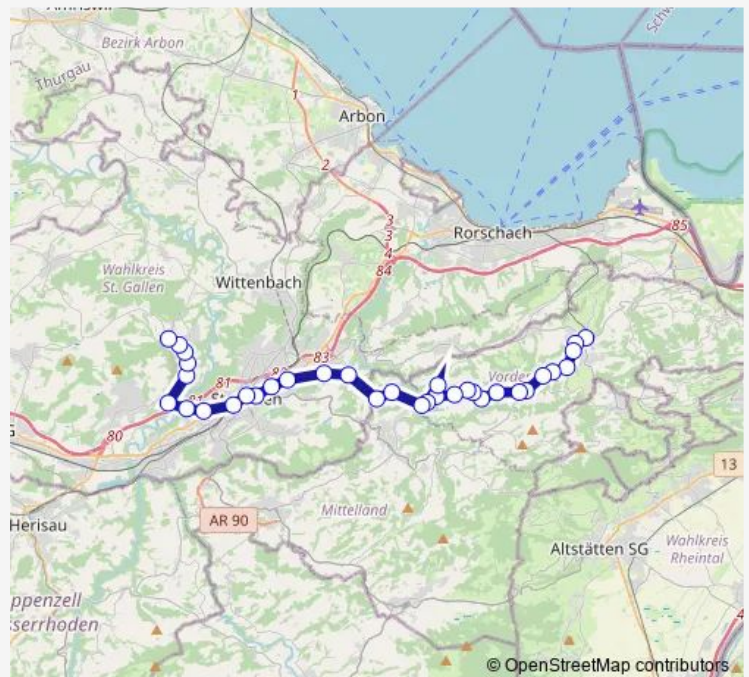 Bezirk Arbon
Thurgau
1
Arbon
2
3
3
4
84
85
Rorschach
Wahlkreis
St. Gallen
Wittenbach
83
81
80
Herisau
AR 90
Mittelland
13
Altstätten SG
Wahlkreis
Rheintal
4
© OpenStreetMap contributors